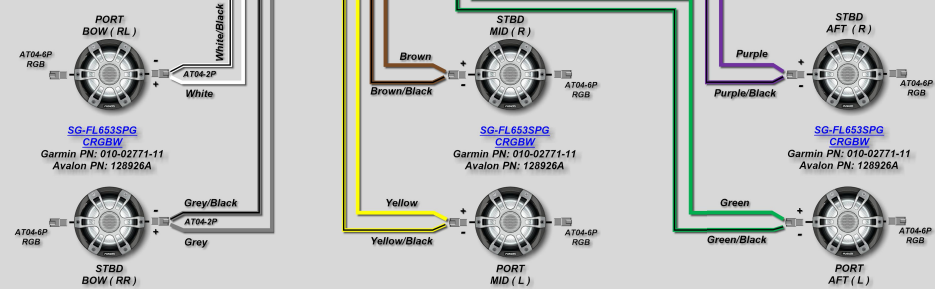 PORT
BOW ( RL )
White/Black
AT04-6P
RGB
-
AT04-2P
+
White
SG-FL653SPG
CRGBW
Garmin PN: 010-02771-11
Avalon PN: 128926A
Grey/Black
-
AT04-2P
+
Grey
AT04-6P
RGB
STBD
BOW ( RR )
STBD
MID ( R )
Brown
+
Brown/Black
-
AT04-6P
RGB
SG-FL653SPG
CRGBW
Garmin PN: 010-02771-11
Avalon PN: 128926A
Yellow
+
Yellow/Black
-
AT04-6P
RGB
PORT
MID ( L )
STBD
AFT ( R )
Purple
+
Purple/Black
-
AT04-6P
RGB
SG-FL653SPG
CRGBW
Garmin PN: 010-02771-11
Avalon PN: 128926A
Green
+
Green/Black
-
AT04-6P
RGB
PORT
AFT ( L )